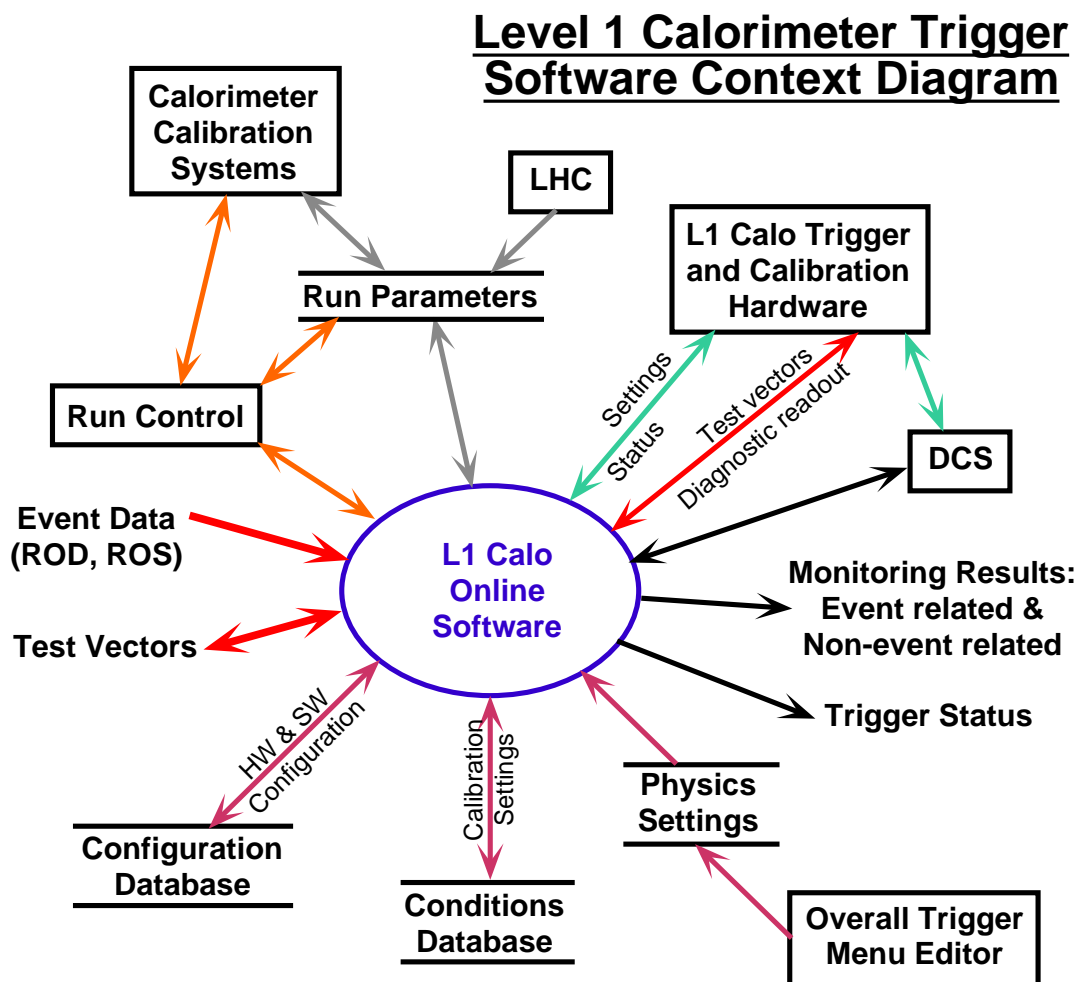 Level 1 Calorimeter Trigger
Software Context Diagram
Calorimeter
Calibration
Systems
LHC
L1 Calo Trigger
and Calibration
Hardware
Run Parameters
Run Control
Settings
Status
Test vectors
Diagnostic readout
DCS
Event Data
(ROD, ROS)
L1 Calo
Online
Software
Monitoring Results:
Event related &
Non-event related
Test Vectors
Trigger Status
HW & SW
Configuration
Calibration
Settings
Physics
Settings
Configuration
Database
Conditions
Database
Overall Trigger
Menu Editor